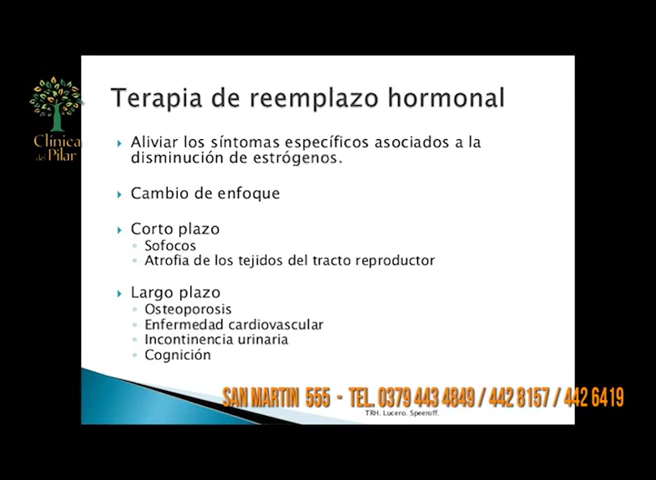 Terapia de reemplazo hormonal
Clínica
del Pilar
Aliviar los síntomas específicos asociados a la
disminución de estrógenos.
Cambio de enfoque
Corto plazo
Sofocos
Atrofia de los tejidos del tracto reproductor
Largo plazo
Osteoporosis
Enfermedad cardiovascular
Incontinencia urinaria
Cognición
SAN MARTIN 555 - TEL. 0379 443 4849 / 442 8157 / 442 6419
TRH. Lucero. Speeroff.